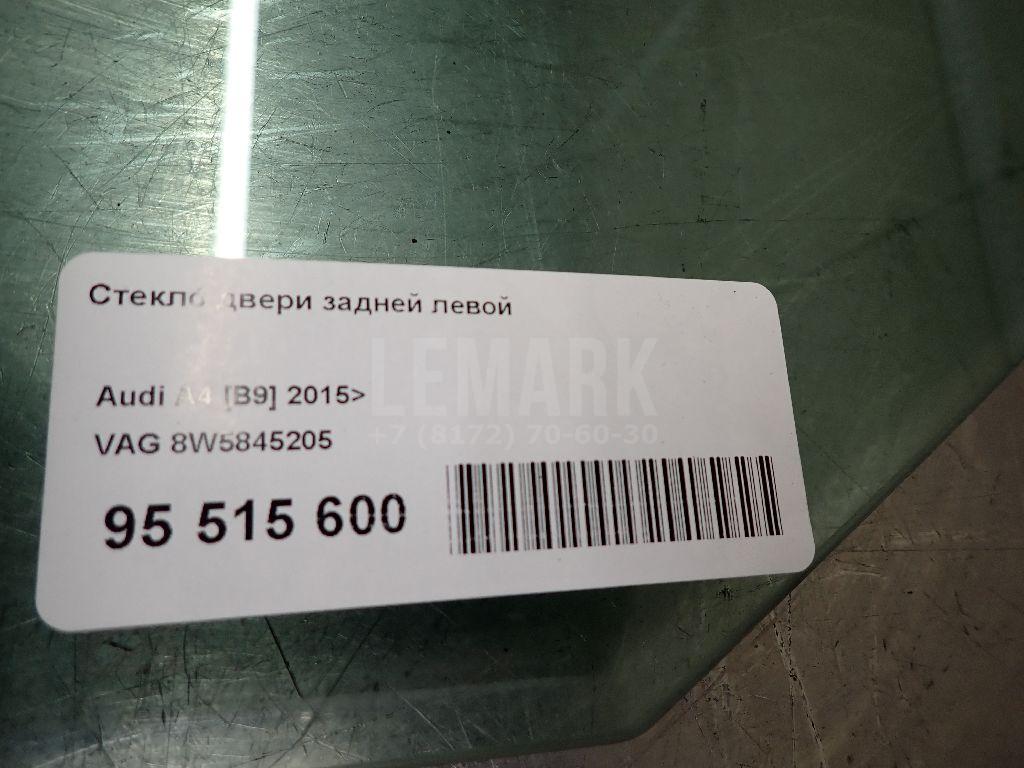 Стекло двери задней левой
LEMARK
Audi A4 [B9] 2015>
+7 (8172) 70-60-30
VAG 8W5845205
95 515 600